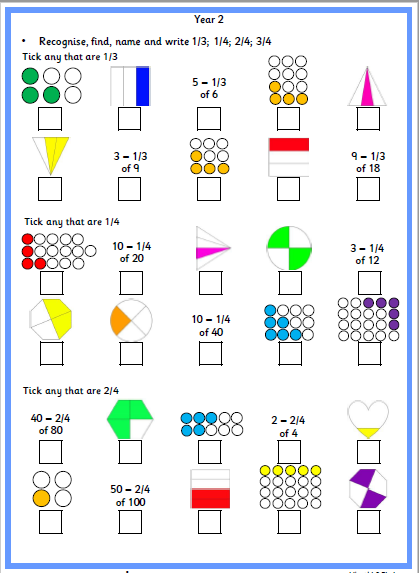 Year 2
• Recognise, find, name and write 1/3; 1/4; 2/4; 3/4
Tick any that are 1/3
5 – 1/3
of 6
3 – 1/3
of 9
9 – 1/3
of 18
Tick any that are 1/4
10 – 1/4
of 20
3 – 1/4
of 12
10 – 1/4
of 40
Tick any that are 2/4
40 – 2/4
of 80
2 – 2/4
of 4
50 – 2/4
of 100